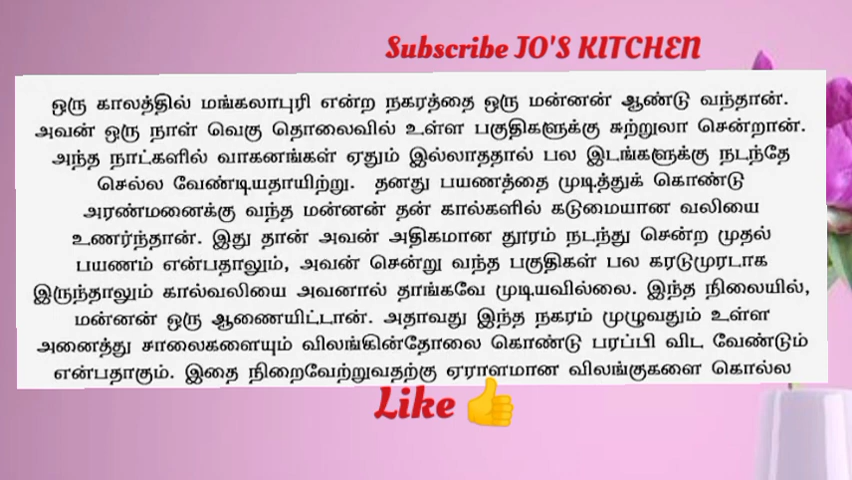 Subscribe JO'S KITCHEN
ஒரு காலத்தில் மங்கலாபுரி என்ற நகரத்தை ஒரு மன்னன் ஆண்டு வந்தான்.
அவன் ஒரு நாள் வெகு தொலைவில் உள்ள பகுதிகளுக்கு சுற்றுலா சென்றான்.
அந்த நாட்களில் வாகனங்கள் ஏதும் இல்லாததால் பல இடங்களுக்கு நடந்தே
செல்ல வேண்டியதாயிற்று. தனது பயணத்தை முடித்துக் கொண்டு
அரண்மனைக்கு வந்த மன்னன் தன் கால்களில் கடுமையான வலியை
உணர்ந்தான். இது தான் அவன் அதிகமான தூரம் நடந்து சென்ற முதல்
பயணம் என்பதாலும், அவன் சென்று வந்த பகுதிகள் பல கரடுமுரடாக
இருந்தாலும் கால்வலியை அவனால் தாங்கவே முடியவில்லை. இந்த நிலையில்,
மன்னன் ஒரு ஆணையிட்டான். அதாவது இந்த நகரம் முழுவதும் உள்ள
அனைத்து சாலைகளையும் விலங்கின்தோலை கொண்டு பரப்பி விட வேண்டும்
என்பதாகும். இதை நிறைவேற்றுவதற்கு ஏராளமான விலங்குகளை கொல்ல
Like 👍